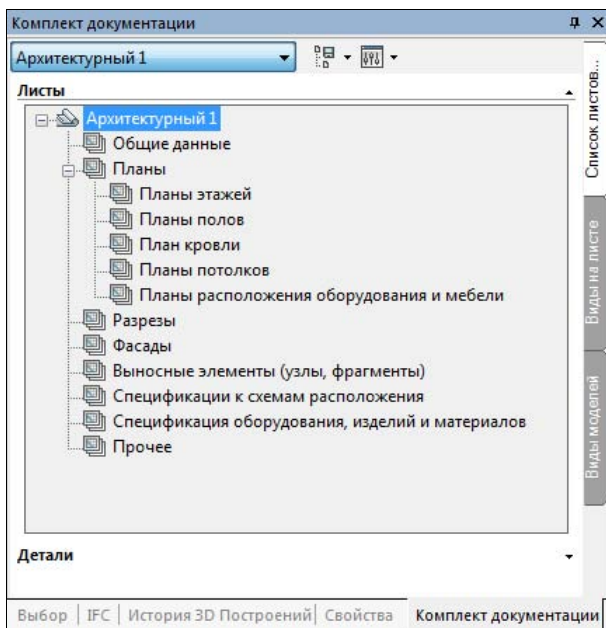 Комплект документации
Архитектурный 1
Листы
Архитектурный 1
Общие данные
Планы
Планы этажей
Планы полов
План кровли
Планы потолков
Планы расположения оборудования и мебели
Разрезы
Фасады
Выносные элементы (узлы, фрагменты)
Спецификации к схемам расположения
Спецификация оборудования, изделий и материалов
Прочее
Детали
Список листов...
Виды на листе
Виды моделей
Выбор | IFC | История 3D Построений | Свойства Комплект документации